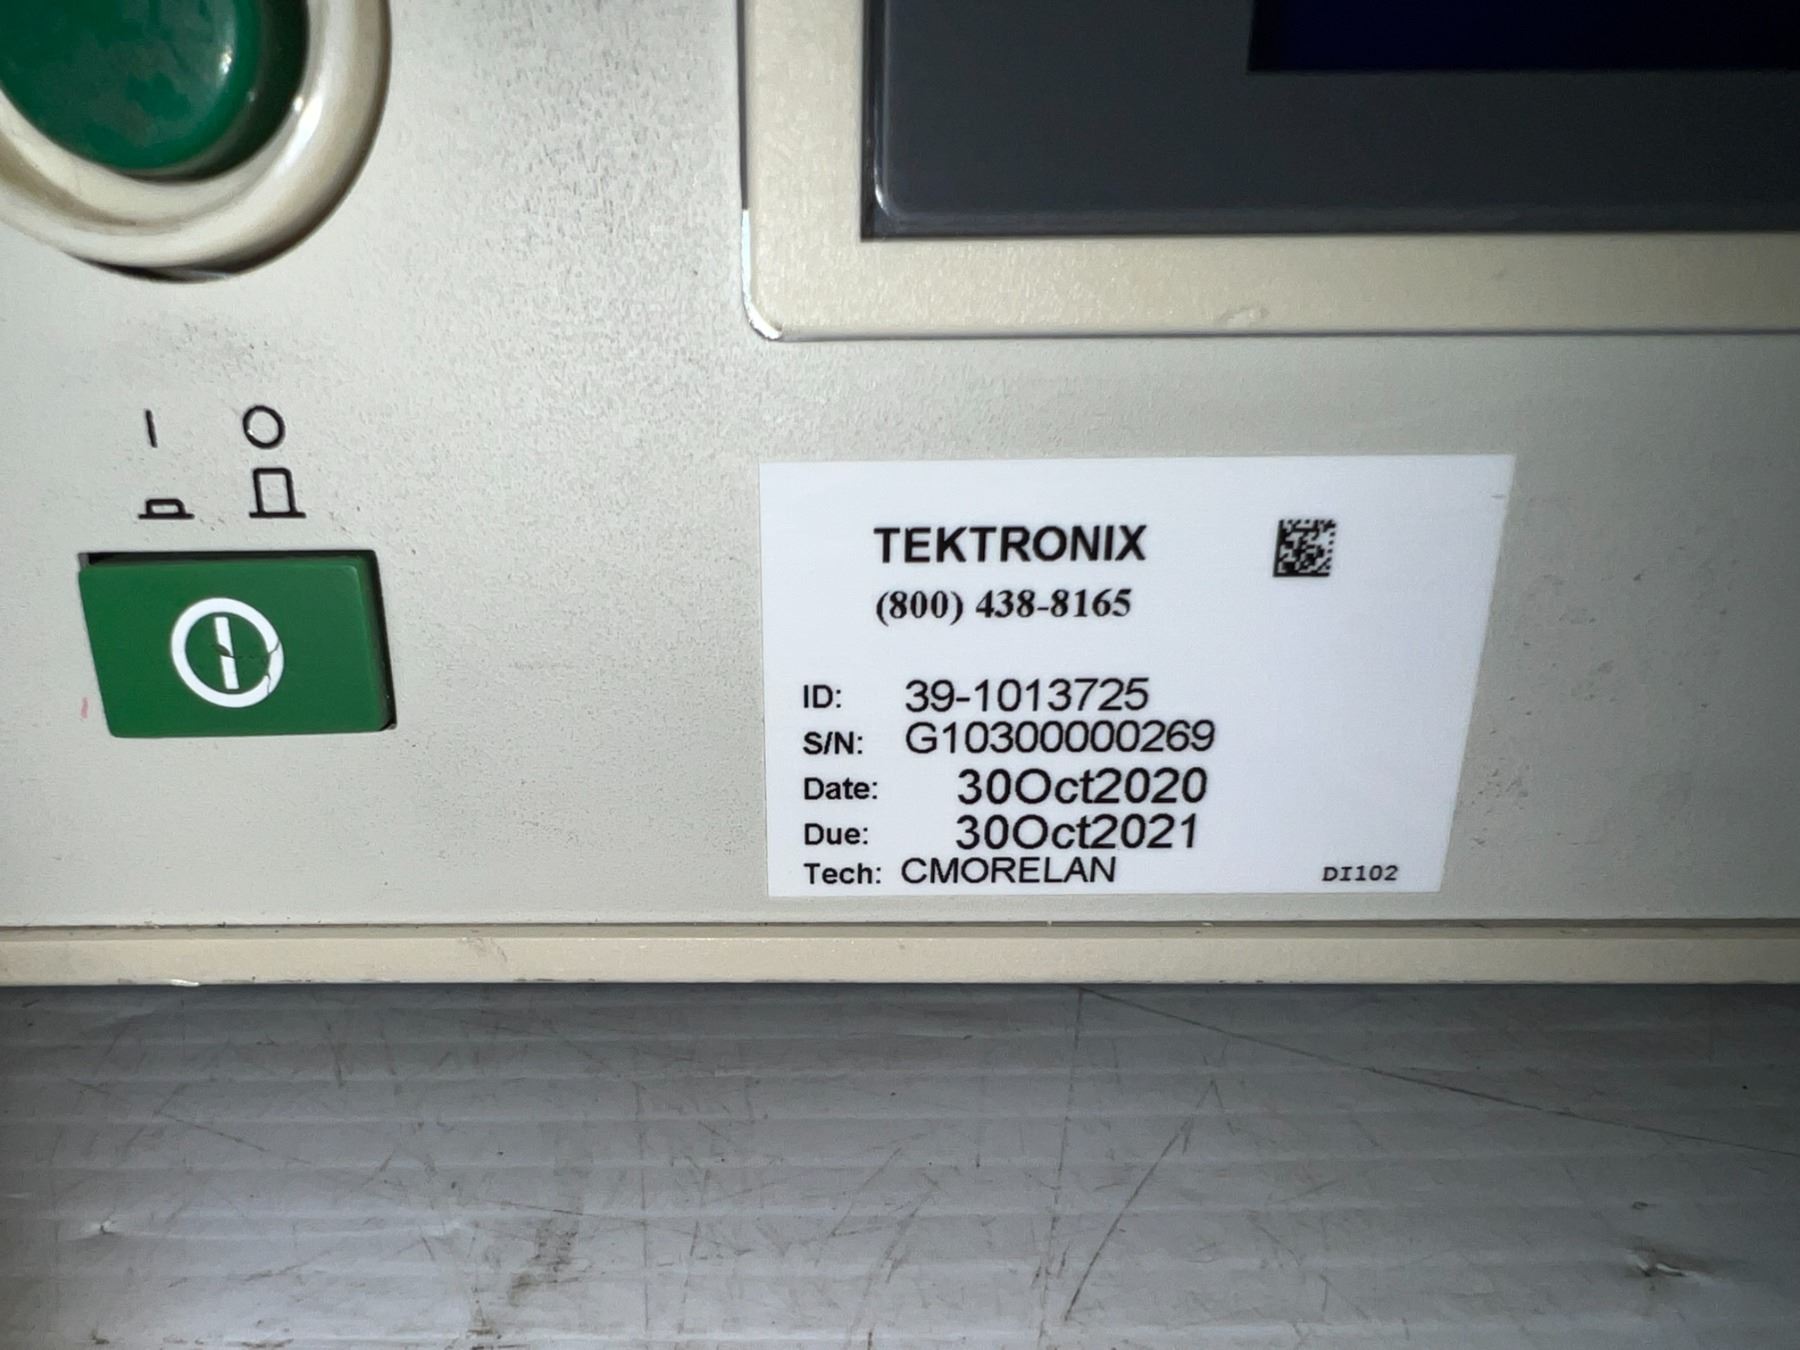 I O
TEKTRONIX
(800) 438-8165
ID: 39-1013725
S/N: G10300000269
Date: 30Oct2020
Due: 30Oct2021
Tech: CMORELAN DI102